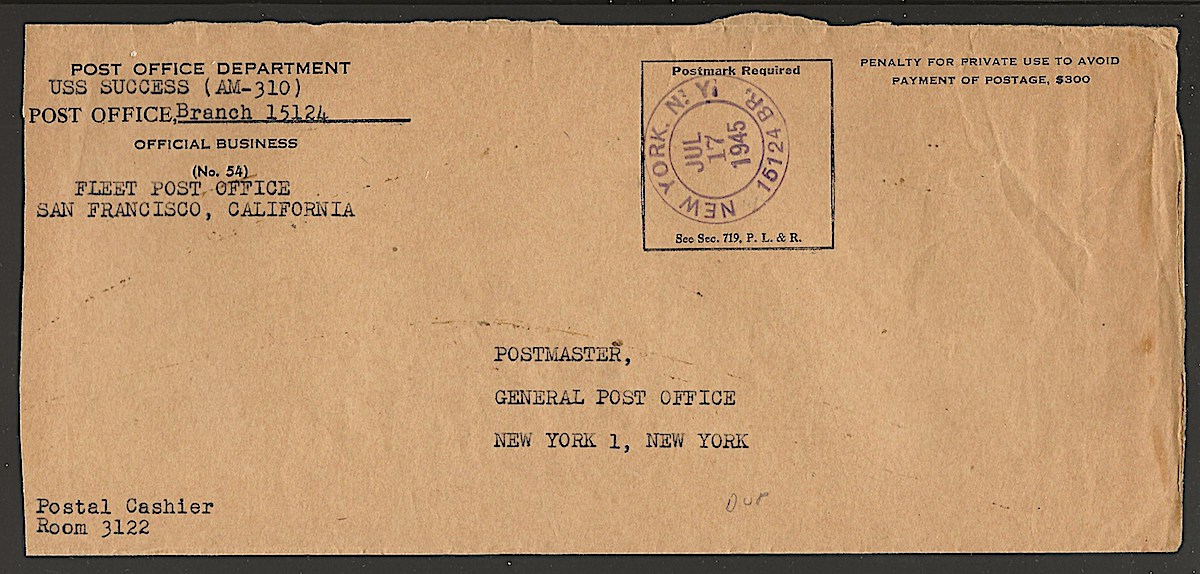 POST OFFICE DEPARTMENT
USS SUCCESS (AM-310)
POST OFFICE, Branch 15124
OFFICIAL BUSINESS
(No. 54)
FLEET POST OFFICE
SAN FRANCISCO, CALIFORNIA
Postmark Required
NEW YORK. N. Y. 15124 BR.
JUL
17
1945
See Sec. 719, P. L. & R.
PENALTY FOR PRIVATE USE TO AVOID
PAYMENT OF POSTAGE, $300
POSTMASTER,
GENERAL POST OFFICE
NEW YORK 1, NEW YORK
Postal Cashier
Room 3122